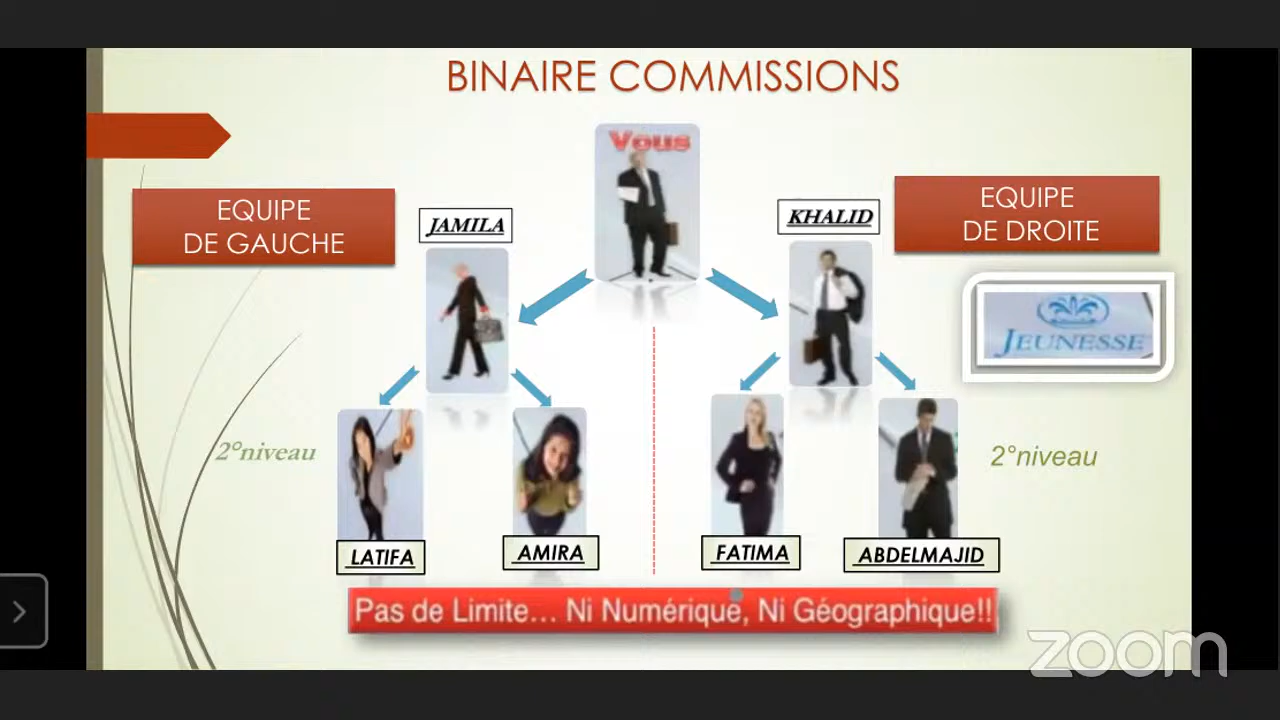 BINAIRE COMMISSIONS
Vous
EQUIPE
DE GAUCHE
JAMILA
KHALID
EQUIPE
DE DROITE
JEUNESSE
2°niveau
2°niveau
LATIFA
AMIRA
FATIMA
ABDELMAJID
Pas de Limite... Ni Numérique, Ni Géographique!!
zoom